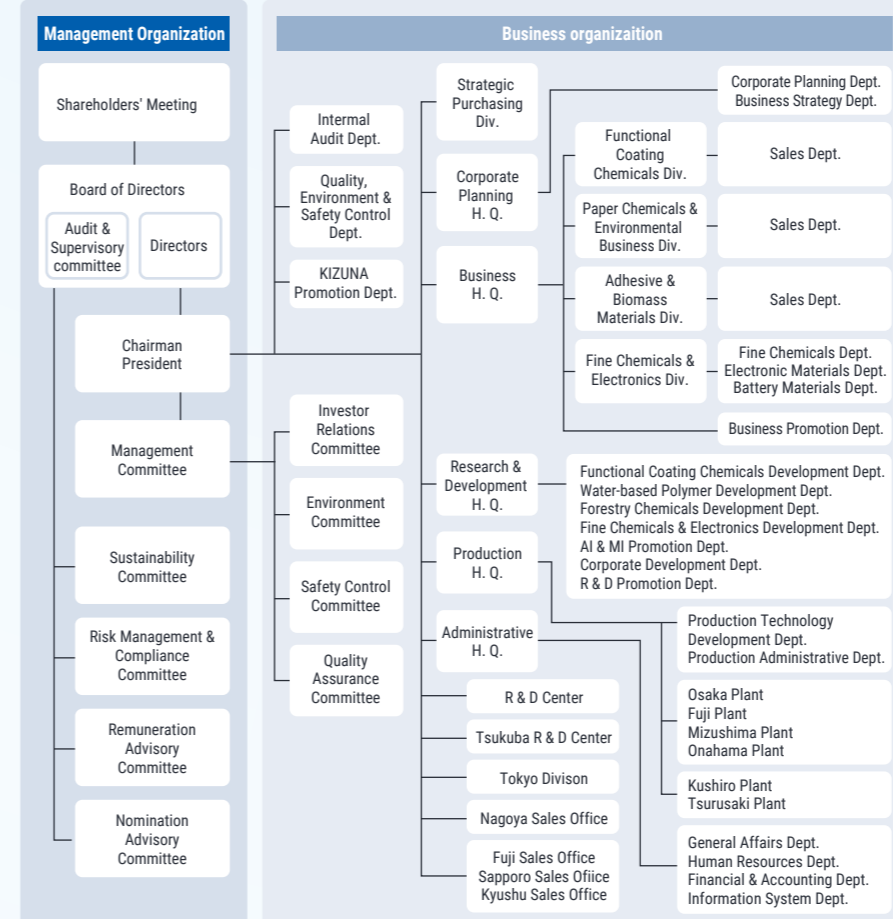 Management Organization
Shareholders' Meeting
Board of Directors
Audit &
Supervisory
committee
Directors
Chairman
President
Management
Committee
Sustainability
Committee
Risk Management &
Compliance
Committee
Remuneration
Advisory
Committee
Nomination
Advisory
Committee
Business organizaition
Internal
Audit Dept.
Quality,
Environment &
Safety Control
Dept.
KIZUNA
Promotion Dept.
Investor
Relations
Committee
Environment
Committee
Safety Control
Committee
Quality
Assurance
Committee
Strategic
Purchasing
Div.
Corporate
Planning
H. Q.
Business
H. Q.
Research &
Development
H. Q.
Production
H. Q.
Administrative
H. Q.
R & D Center
Tsukuba R & D Center
Tokyo Divison
Nagoya Sales Office
Fuji Sales Office
Sapporo Sales Ofiice
Kyushu Sales Office
Corporate Planning Dept.
Business Strategy Dept.
Functional
Coating
Chemicals Div.
Sales Dept.
Paper Chemicals &
Environmental
Business Div.
Sales Dept.
Adhesive &
Biomass
Materials Div.
Sales Dept.
Fine Chemicals &
Electronics Div.
Fine Chemicals Dept.
Electronic Materials Dept.
Battery Materials Dept.
Business Promotion Dept.
Functional Coating Chemicals Development Dept.
Water-based Polymer Development Dept.
Forestry Chemicals Development Dept.
Fine Chemicals & Electronics Development Dept.
AI & MI Promotion Dept.
Corporate Development Dept.
R & D Promotion Dept.
Production Technology
Development Dept.
Production Administrative Dept.
Osaka Plant
Fuji Plant
Mizushima Plant
Onahama Plant
Kushiro Plant
Tsurusaki Plant
General Affairs Dept.
Human Resources Dept.
Financial & Accounting Dept.
Information System Dept.